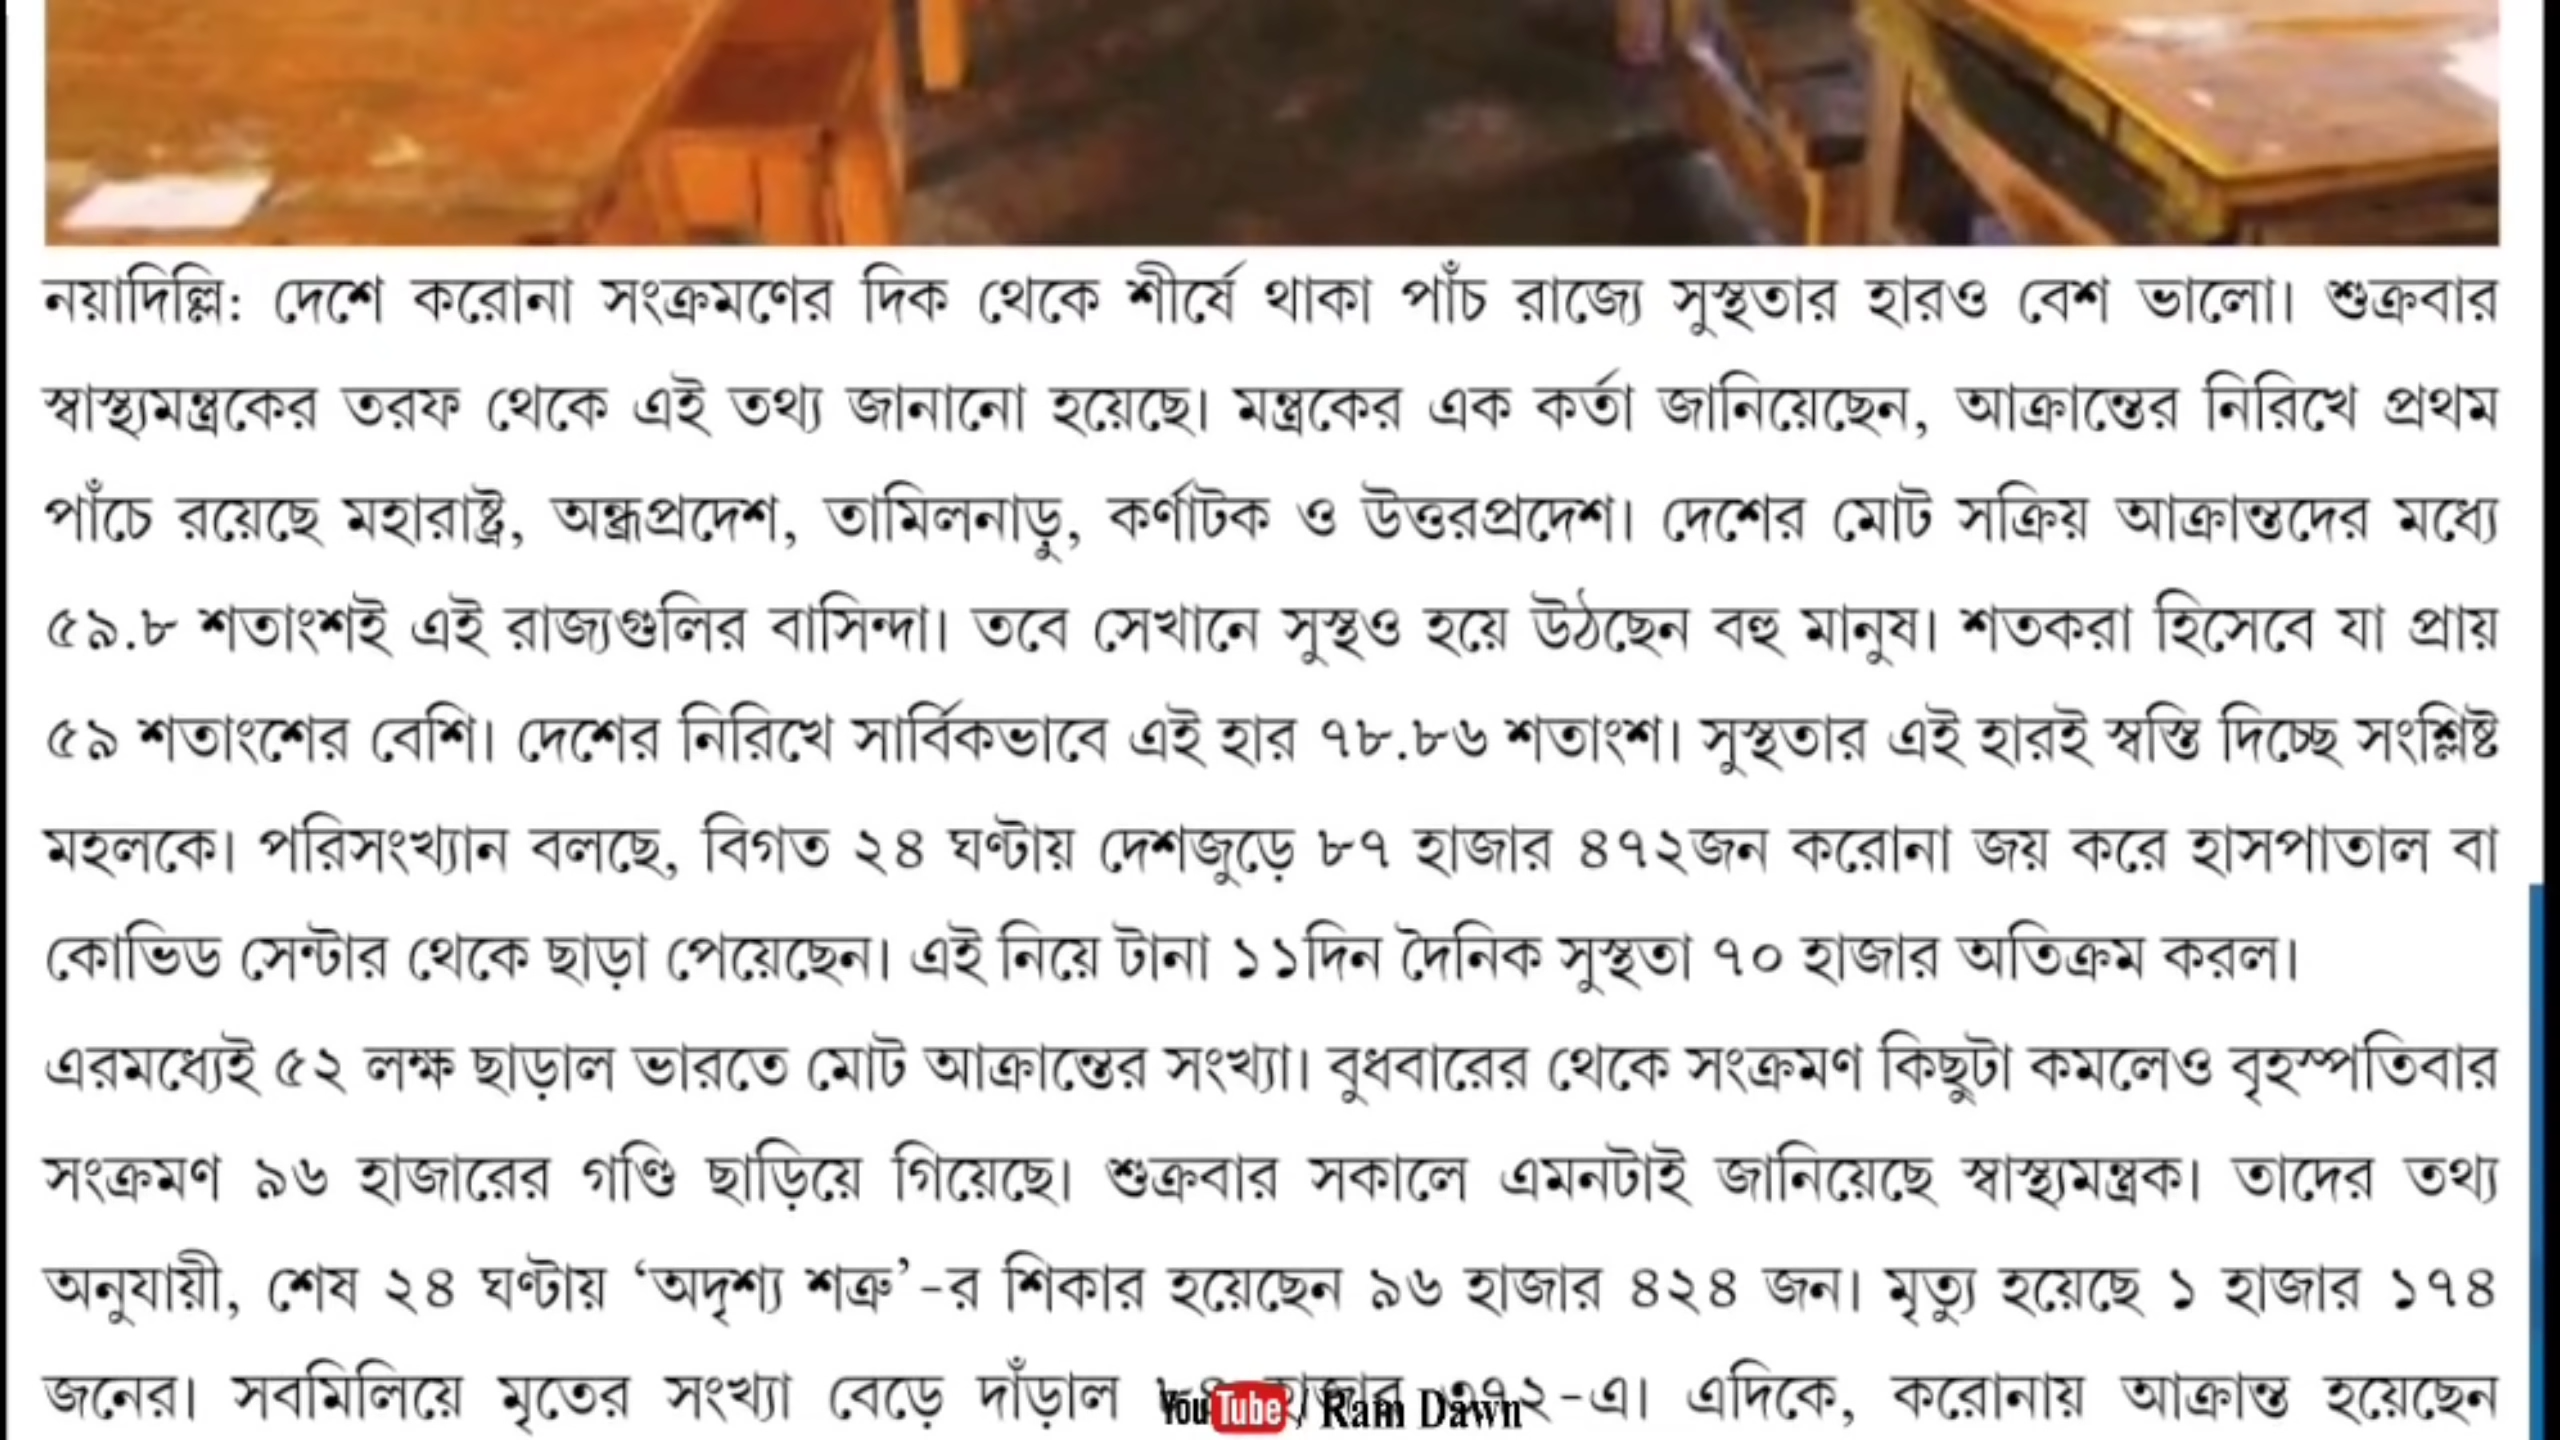 নয়াদিল্লি: দেশে করোনা সংক্রমণের দিক থেকে শীর্ষে থাকা পাঁচ রাজ্যে সুস্থতার হারও বেশ ভালো। শুক্রবার
স্বাস্থ্যমন্ত্রকের তরফ থেকে এই তথ্য জানানো হয়েছে। মন্ত্রকের এক কর্তা জানিয়েছেন, আক্রান্তের নিরিখে প্রথম
পাঁচে রয়েছে মহারাষ্ট্র, অন্ধ্রপ্রদেশ, তামিলনাড়ু, কর্ণাটক ও উত্তরপ্রদেশ। দেশের মোট সক্রিয় আক্রান্তদের মধ্যে
৫৯.৮ শতাংশই এই রাজ্যগুলির বাসিন্দা। তবে সেখানে সুস্থও হয়ে উঠছেন বহু মানুষ। শতকরা হিসেবে যা প্রায়
৫৯ শতাংশের বেশি। দেশের নিরিখে সার্বিকভাবে এই হার ৭৮.৮৬ শতাংশ। সুস্থতার এই হারই স্বস্তি দিচ্ছে সংশ্লিষ্ট
মহলকে। পরিসংখ্যান বলছে, বিগত ২৪ ঘণ্টায় দেশজুড়ে ৮৭ হাজার ৪৭২জন করোনা জয় করে হাসপাতাল বা
কোভিড সেন্টার থেকে ছাড়া পেয়েছেন। এই নিয়ে টানা ১১দিন দৈনিক সুস্থতা ৭০ হাজার অতিক্রম করল।
এরমধ্যেই ৫২ লক্ষ ছাড়াল ভারতে মোট আক্রান্তের সংখ্যা। বুধবারের থেকে সংক্রমণ কিছুটা কমলেও বৃহস্পতিবার
সংক্রমণ ৯৬ হাজারের গণ্ডি ছাড়িয়ে গিয়েছে। শুক্রবার সকালে এমনটাই জানিয়েছে স্বাস্থ্যমন্ত্রক। তাদের তথ্য
অনুযায়ী, শেষ ২৪ ঘণ্টায় ‘অদৃশ্য শত্রু’-র শিকার হয়েছেন ৯৬ হাজার ৪২৪ জন। মৃত্যু হয়েছে ১ হাজার ১৭৪
জনের। সবমিলিয়ে মৃতের সংখ্যা বেড়ে দাঁড়াল হাজার -এ। এদিকে, করোনায় আক্রান্ত হয়েছেন
YouTube / Ram Dawn